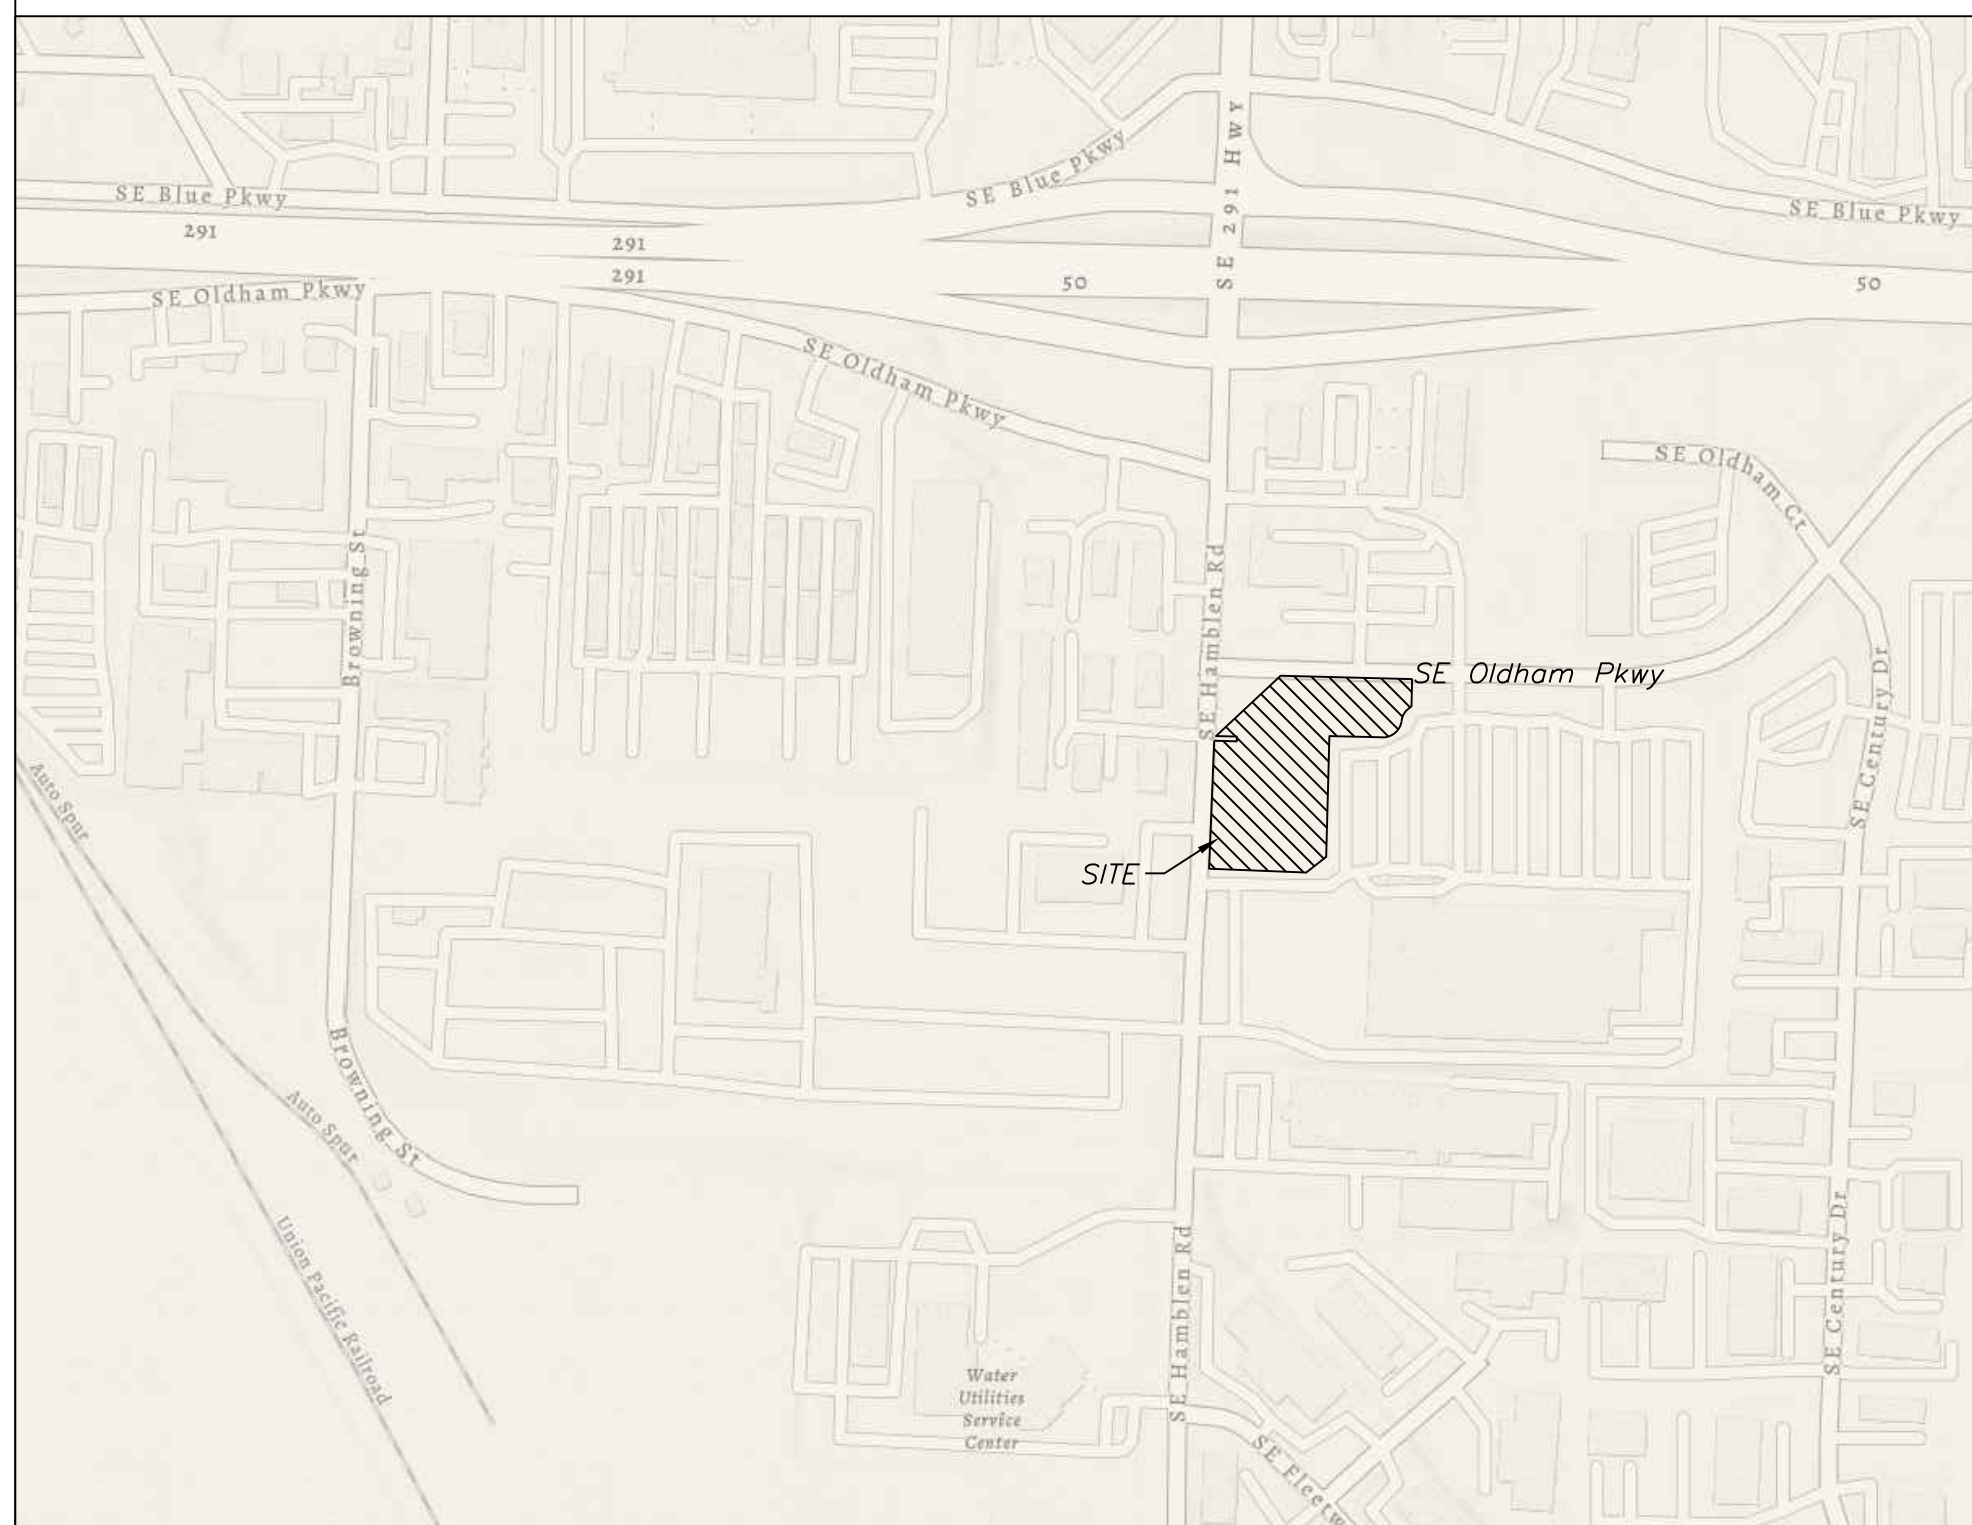 SE 291 HWY
SE Blue Pkwy
SE Blue Pkwy
SE Blue Pkwy
291
291
291
50
50
SE Oldham Pkwy
SE Oldham Pkwy
SE Oldham Ct
Browning St
SE Hamblen Rd
SE Oldham Pkwy
SE Century Dr
Auto Spur
SITE
Browning St
Auto Spur
Union Pacific Railroad
SE Hamblen Rd
SE Century Dr
Water
Utilities
Service
Center
SE Fleetw